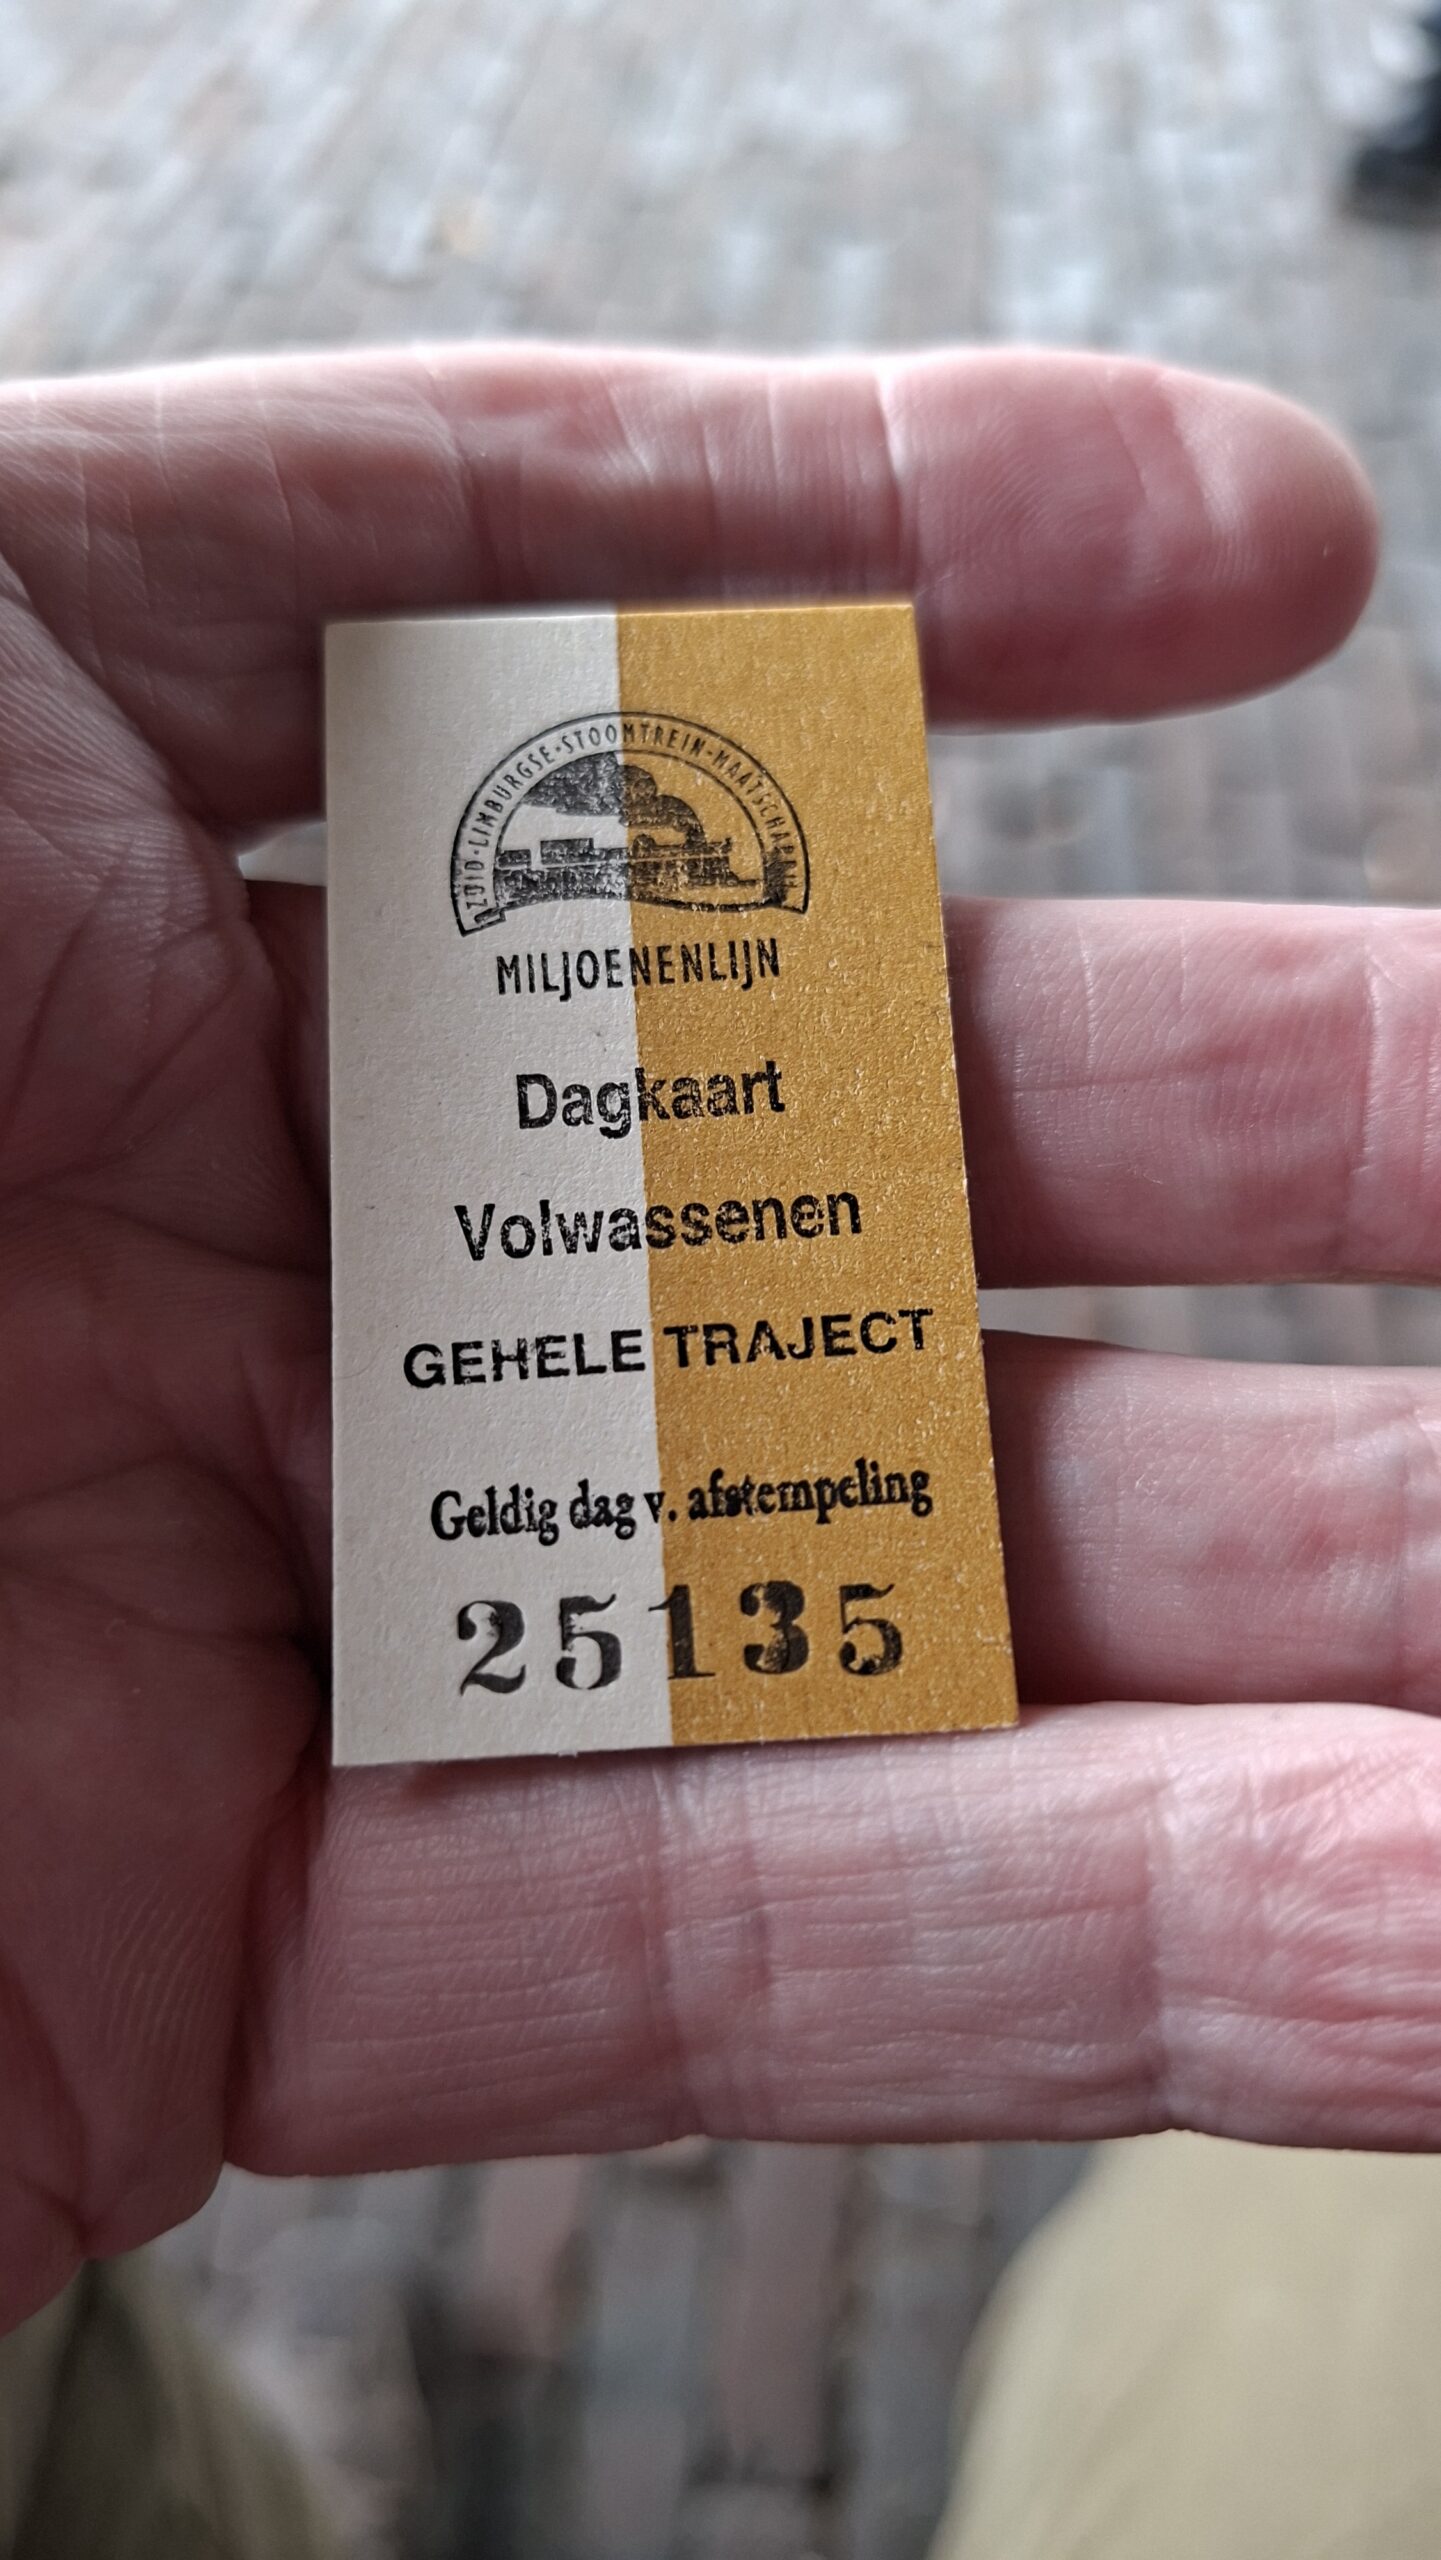 ZUID-LIMBURGSE-STOOMTREIN-MAATSCHAPPIJ
MILJOENENLIJN
Dagkaart
Volwassenen
GEHELE TRAJECT
Geldig dag v. afstempeling
25135